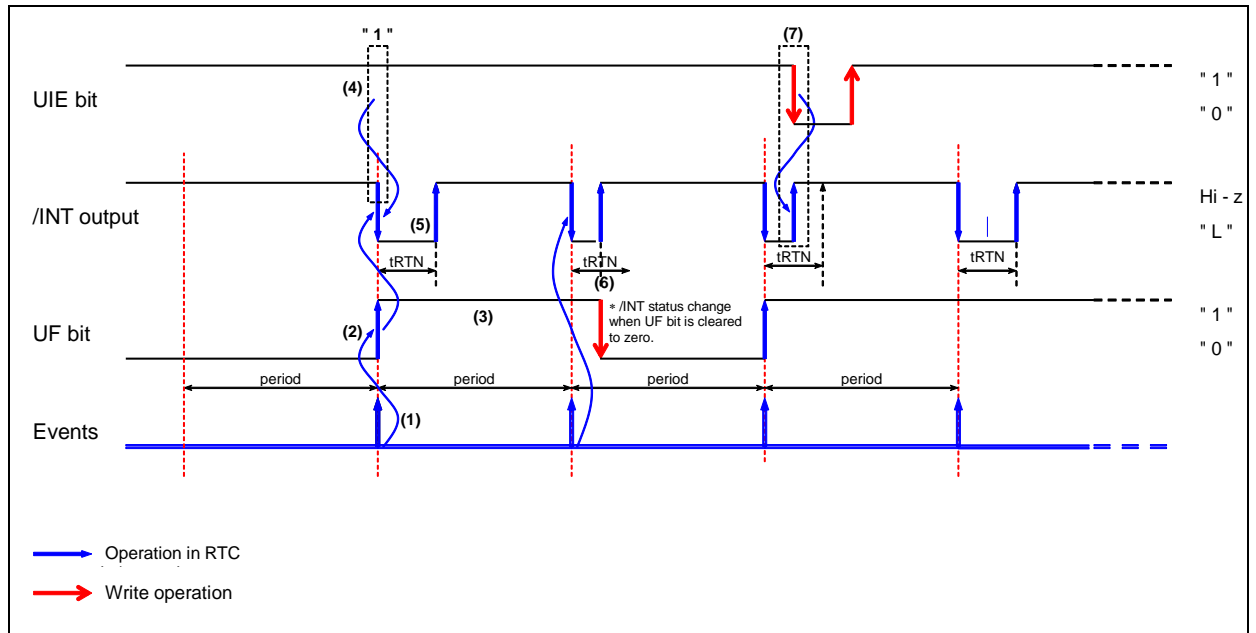 " 1 "
(7)
(4)
UIE bit
" 1 "
" 0 "
/INT output
(5)
Hi - z
" L "
tRTN
tRTN
tRTN
tRTN
(6)
* /INT status change
when UF bit is cleared
to zero.
(2)
(3)
UF bit
" 1 "
" 0 "
period
period
period
period
(1)
Events
Operation in RTC
Write operation